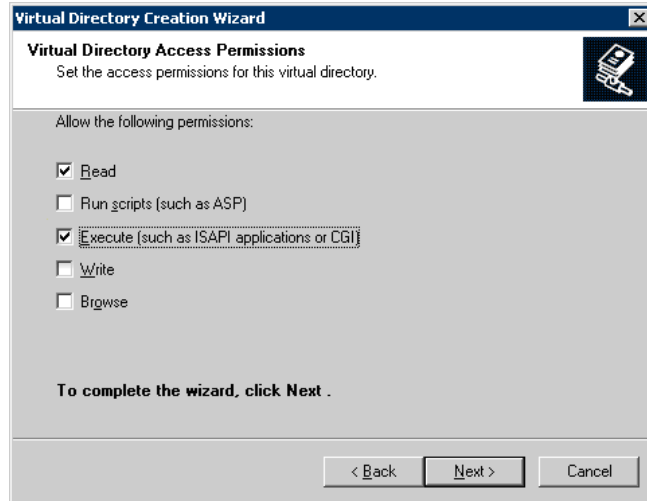 Virtual Directory Creation Wizard
Virtual Directory Access Permissions
Set the access permissions for this virtual directory.
Allow the following permissions:
Read
Run scripts (such as ASP)
Execute (such as ISAPI applications or CGI)
Write
Browse
To complete the wizard, click Next .
< Back Next > Cancel